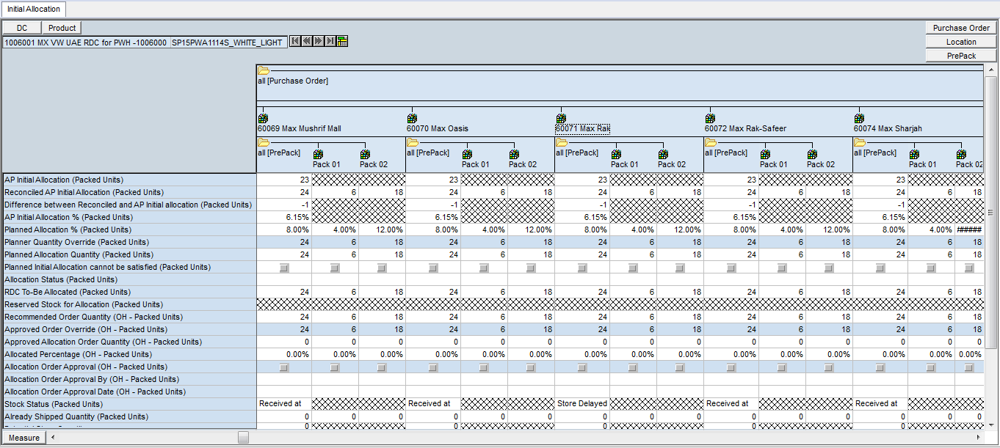 Initial Allocation
DC Product
Purchase Order
1006001 MX VW UAE RDC for PWH -1006000 SP15PWA1114S_WHITE_LIGHT
Location
PrePack
all [Purchase Order]
60069 Max Mushrif Mall 60070 Max Oasis 60071 Max Rak 60072 Max Rak-Safeer 60074 Max Sharjah
all [PrePack] all [PrePack] all [PrePack] all [PrePack] all [PrePack]
Pack 01 Pack 02 Pack 01 Pack 02 Pack 01 Pack 02 Pack 01 Pack 02 Pack 01 Pack 02
AP Initial Allocation (Packed Units) 23 23 23 23 23
Reconciled AP Initial Allocation (Packed Units) 24 6 18 24 6 18 24 6 18 24 6 18 24 6 18
Difference between Reconciled and AP Initial allocation (Packed Units) -1 -1 -1 -1 -1
AP Initial Allocation % (Packed Units) 6.15% 6.15% 6.15% 6.15% 6.15%
Planned Allocation % (Packed Units) 8.00% 4.00% 12.00% 8.00% 4.00% 12.00% 8.00% 4.00% 12.00% 8.00% 4.00% 12.00% 8.00% 4.00% ######
Planner Quantity Override (Packed Units) 24 6 18 24 6 18 24 6 18 24 6 18 24 6 18
Planned Allocation Quantity (Packed Units) 24 6 18 24 6 18 24 6 18 24 6 18 24 6 18
Planned Initial Allocation cannot be satisfied (Packed Units)
Allocation Status (Packed Units)
RDC To-Be Allocated (Packed Units) 24 6 18 24 6 18 24 6 18 24 6 18 24 6 18
Reserved Stock for Allocation (Packed Units)
Recommended Order Quantity (OH - Packed Units) 24 6 18 24 6 18 24 6 18 24 6 18 24 6 18
Approved Order Override (OH - Packed Units) 24 6 18 24 6 18 24 6 18 24 6 18 24 6 18
Approved Allocation Order Quantity (OH - Packed Units) 0 0 0 0 0 0 0 0 0 0 0 0 0 0 0
Allocated Percentage (OH - Packed Units) 0.00% 0.00% 0.00% 0.00% 0.00% 0.00% 0.00% 0.00% 0.00% 0.00% 0.00% 0.00% 0.00% 0.00% 0.00%
Allocation Order Approval (OH - Packed Units)
Allocation Order Approval By (OH - Packed Units)
Allocation Order Approval Date (OH - Packed Units)
Stock Status (Packed Units) Received at Received at Store Delayed Received at Received at
Already Shipped Quantity (Packed Units) 0 0 0 0 0 0 0 0 0 0 0 0 0 0 0
0 0 0 0 0
Measure